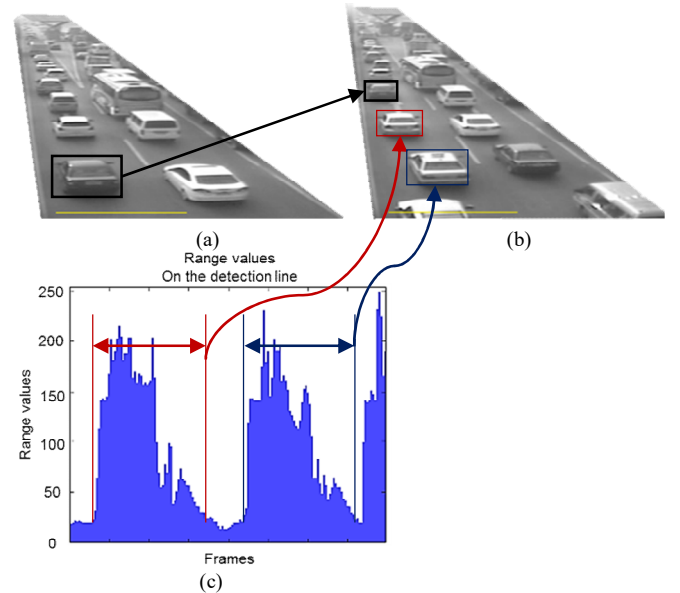 (a)
(b)
Range values
On the detection line
250
200
150
100
50
0
Range values
Frames
(c)